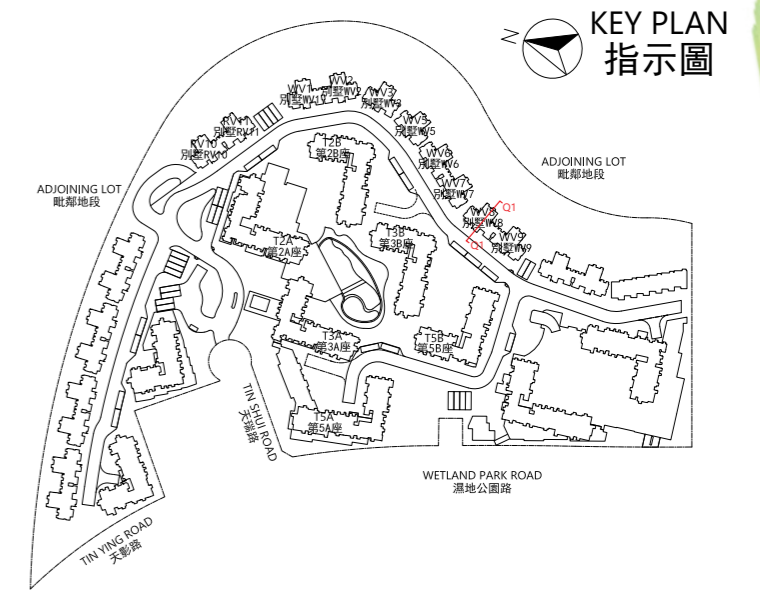 KEY PLAN
指示圖
N
WV1
別墅WV1
WV2
別墅WV2
WV3
別墅WV3
RV11
別墅RV11
RV10
別墅RV10
WV5
別墅WV5
T2B
第2B座
WV6
別墅WV6
ADJOINING LOT
毗鄰地段
ADJOINING LOT
毗鄰地段
WV7
別墅WV7
Q1
WV8
別墅WV8
T3B
第3B座
T2A
第2A座
Q1
WV9
別墅WV9
T3A
第3A座
T5B
第5B座
TIN SHUI ROAD
天瑞路
T5A
第5A座
WETLAND PARK ROAD
濕地公園路
TIN YING ROAD
天影路